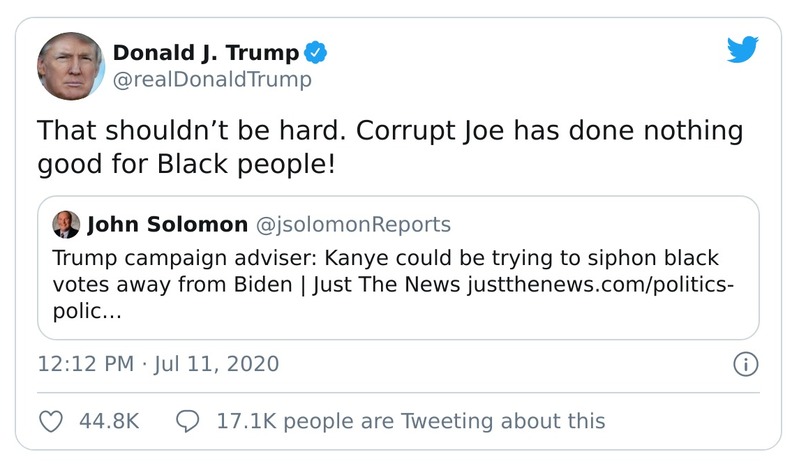 Donald J. Trump
@realDonaldTrump
That shouldn’t be hard. Corrupt Joe has done nothing
good for Black people!
John Solomon @jsolomonReports
Trump campaign adviser: Kanye could be trying to siphon black
votes away from Biden | Just The News justthenews.com/politics-
polic…
12:12 PM · Jul 11, 2020
44.8K 17.1K people are Tweeting about this